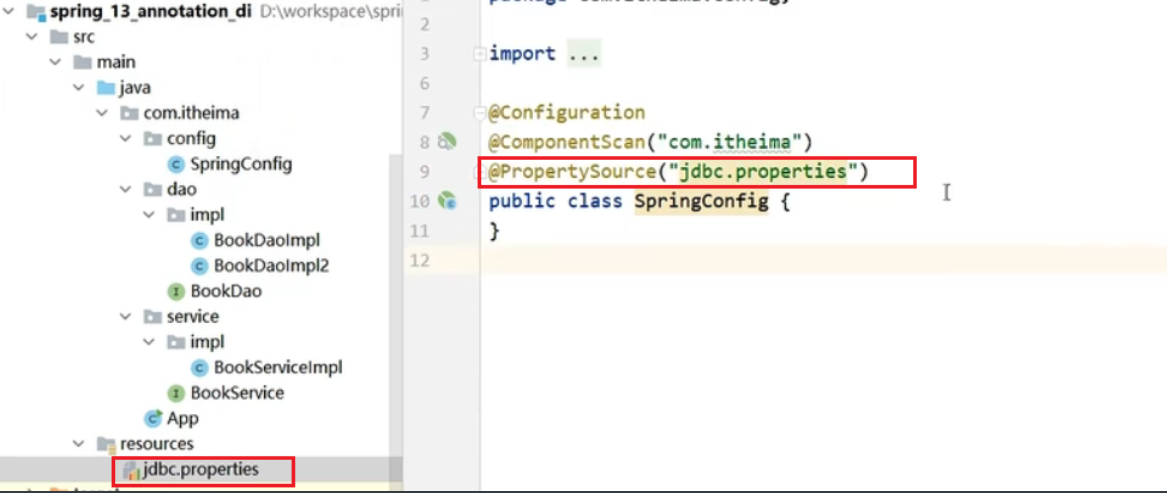 spring_13_annotation_di D:\workspace\spri
src
main
java
com.itheima
config
SpringConfig
dao
impl
BookDaoImpl
BookDaoImpl2
BookDao
service
impl
BookServiceImpl
BookService
App
resources
jdbc.properties
2
3 import ...
6
7 @Configuration
8 @ComponentScan("com.itheima")
9 @PropertySource("jdbc.properties")
10 public class SpringConfig {
11 }
12